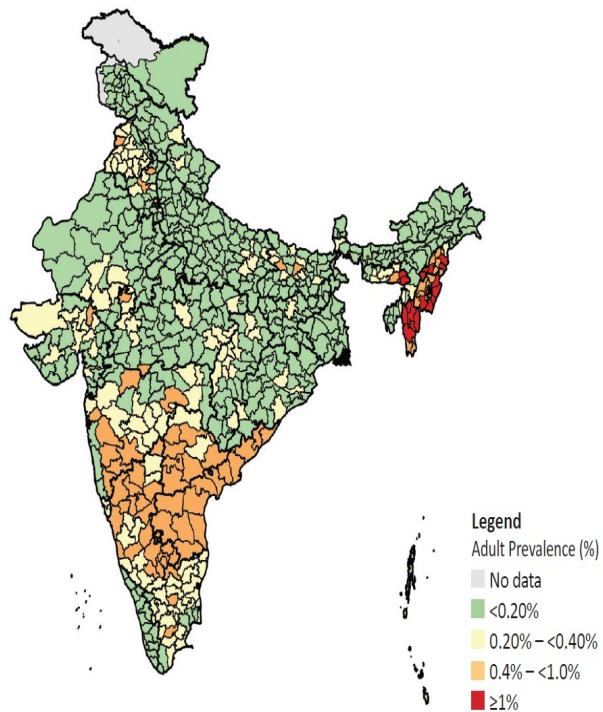 Legend
Adult Prevalence (%)
No data
<0.20%
0.20% – <0.40%
0.4% – <1.0%
≥1%